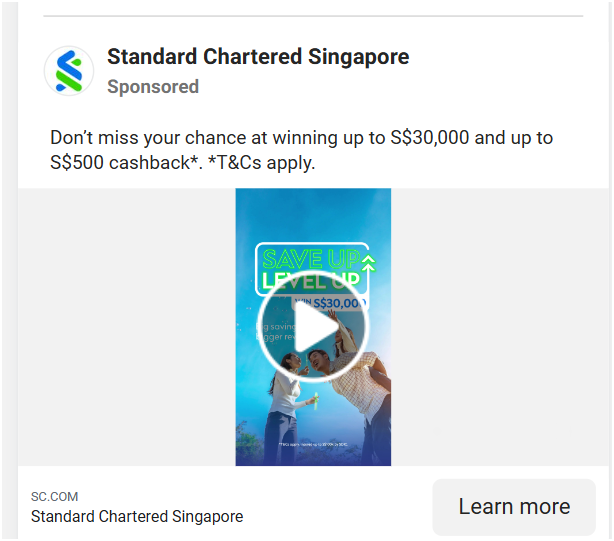 Standard Chartered Singapore
Sponsored
Don't miss your chance at winning up to S$30,000 and up to
S$500 cashback*. *T&Cs apply.
SAVE UP
LEVEL UP
WIN S$30,000
SC.COM
Standard Chartered Singapore
Learn more